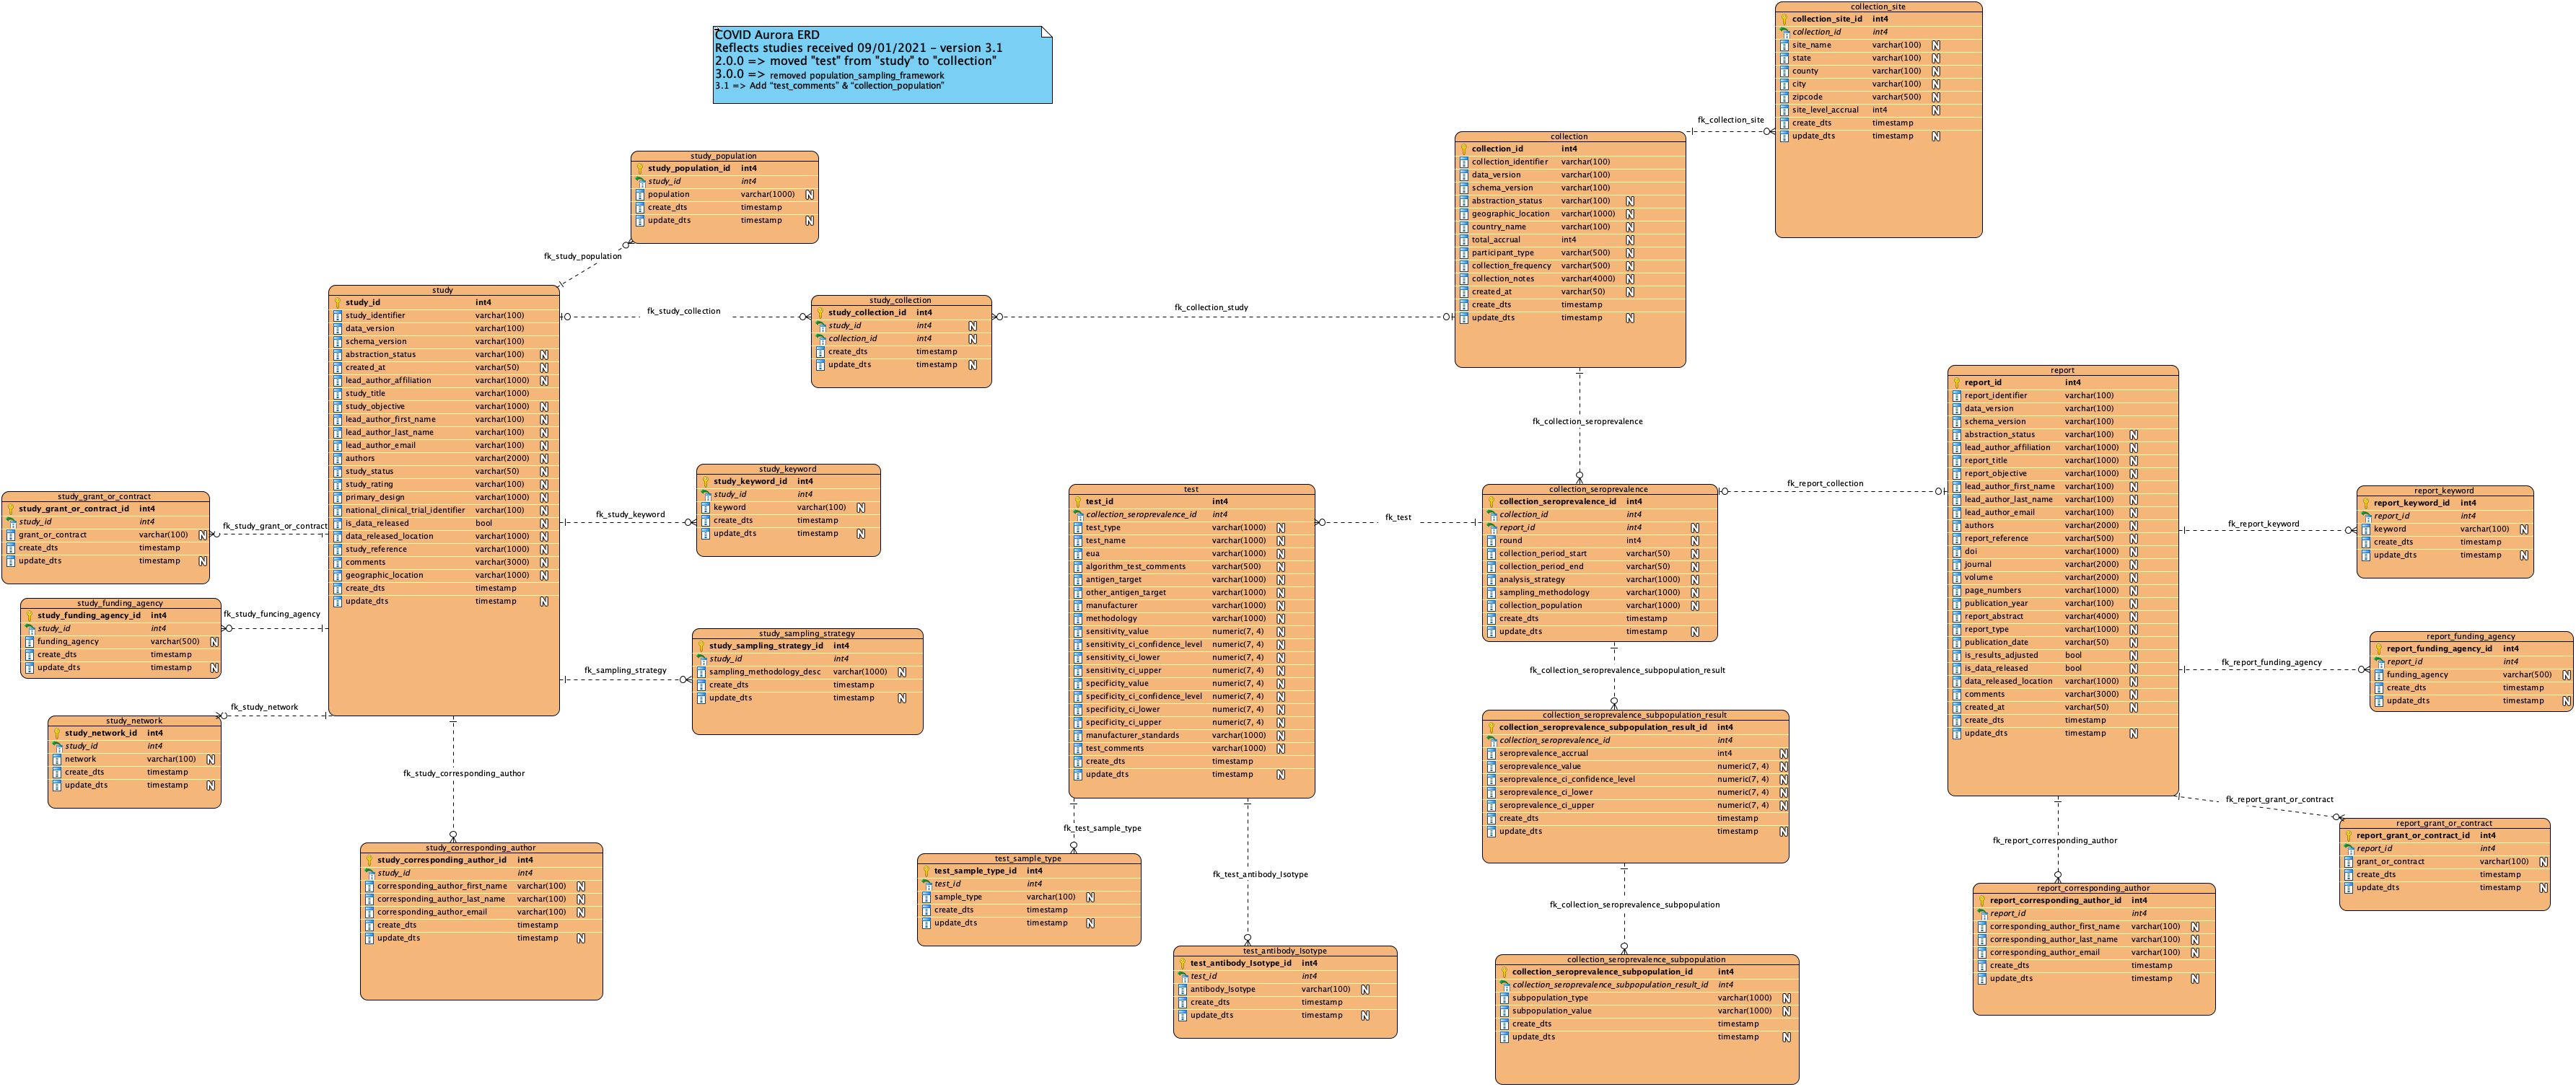 COVID Aurora ERD
Reflects studies received 09/01/2021 – version 3.1
2.0.0 => moved "test" from "study" to "collection"
3.0.0 => removed population_sampling_framework
3.1 => Add "test_comments" & "collection_population"
collection_site
collection_site_id int4
collection_id int4
site_name varchar(100) N
state varchar(100) N
county varchar(100) N
city varchar(100) N
zipcode varchar(500) N
site_level_accrual int4 N
create_dts timestamp
update_dts timestamp N
fk_collection_site
collection
collection_id int4
collection_identifier varchar(100)
data_version varchar(100)
schema_version varchar(100)
abstraction_status varchar(100) N
geographic_location varchar(1000) N
country_name varchar(100) N
total_accrual int4 N
participant_type varchar(500) N
collection_frequency varchar(500) N
collection_notes varchar(4000) N
created_at varchar(50) N
create_dts timestamp
update_dts timestamp N
study_population
study_population_id int4
study_id int4
population varchar(1000) N
create_dts timestamp
update_dts timestamp N
fk_study_population
study
study_id int4
study_identifier varchar(100)
data_version varchar(100)
schema_version varchar(100)
abstraction_status varchar(100) N
created_at varchar(50) N
lead_author_affiliation varchar(1000) N
study_title varchar(1000)
study_objective varchar(1000) N
lead_author_first_name varchar(100) N
lead_author_last_name varchar(100) N
lead_author_email varchar(100) N
authors varchar(2000) N
study_status varchar(50) N
study_rating varchar(100) N
primary_design varchar(1000) N
national_clinical_trial_identifier varchar(100) N
is_data_released bool N
data_released_location varchar(1000) N
study_reference varchar(1000) N
comments varchar(3000) N
geographic_location varchar(1000) N
create_dts timestamp
update_dts timestamp N
fk_study_collection
study_collection
study_collection_id int4
study_id int4 N
collection_id int4 N
create_dts timestamp
update_dts timestamp N
fk_collection_study
fk_collection_seroprevalence
report
report_id int4
report_identifier varchar(100)
data_version varchar(100)
schema_version varchar(100)
abstraction_status varchar(100) N
lead_author_affiliation varchar(1000) N
report_title varchar(1000) N
report_objective varchar(1000) N
lead_author_first_name varchar(100) N
lead_author_last_name varchar(100) N
lead_author_email varchar(100) N
authors varchar(2000) N
report_reference varchar(500) N
doi varchar(1000) N
journal varchar(2000) N
volume varchar(2000) N
page_numbers varchar(1000) N
publication_year varchar(100) N
report_abstract varchar(4000) N
report_type varchar(1000) N
publication_date varchar(50) N
is_results_adjusted bool N
is_data_released bool N
data_released_location varchar(1000) N
comments varchar(3000) N
created_at varchar(50) N
create_dts timestamp
update_dts timestamp N
study_grant_or_contract
study_grant_or_contract_id int4
study_id int4
grant_or_contract varchar(100) N
create_dts timestamp
update_dts timestamp N
fk_study_grant_or_contract
study_keyword
study_keyword_id int4
study_id int4
keyword varchar(100) N
create_dts timestamp
update_dts timestamp N
fk_study_keyword
test
test_id int4
collection_seroprevalence_id int4
test_type varchar(1000) N
test_name varchar(1000) N
eua varchar(1000) N
algorithm_test_comments varchar(500) N
antigen_target varchar(1000) N
other_antigen_target varchar(1000) N
manufacturer varchar(1000) N
methodology varchar(1000) N
sensitivity_value numeric(7, 4) N
sensitivity_ci_confidence_level numeric(7, 4) N
sensitivity_ci_lower numeric(7, 4) N
sensitivity_ci_upper numeric(7, 4) N
specificity_value numeric(7, 4) N
specificity_ci_confidence_level numeric(7, 4) N
specificity_ci_lower numeric(7, 4) N
specificity_ci_upper numeric(7, 4) N
manufacturer_standards varchar(1000) N
test_comments varchar(1000) N
create_dts timestamp
update_dts timestamp N
fk_test
collection_seroprevalence
collection_seroprevalence_id int4
collection_id int4
report_id int4 N
round int4 N
collection_period_start varchar(50) N
collection_period_end varchar(50) N
analysis_strategy varchar(1000) N
sampling_methodology varchar(1000) N
collection_population varchar(1000) N
create_dts timestamp
update_dts timestamp N
fk_report_collection
report_keyword
report_keyword_id int4
report_id int4
keyword varchar(100) N
create_dts timestamp
update_dts timestamp N
fk_report_keyword
study_funding_agency
study_funding_agency_id int4
study_id int4
funding_agency varchar(500) N
create_dts timestamp
update_dts timestamp N
fk_study_funcing_agency
study_sampling_strategy
study_sampling_strategy_id int4
study_id int4
sampling_methodology_desc varchar(1000) N
create_dts timestamp
update_dts timestamp N
fk_sampling_strategy
report_funding_agency
report_funding_agency_id int4
report_id int4
funding_agency varchar(500) N
create_dts timestamp
update_dts timestamp N
fk_report_funding_agency
fk_collection_seroprevalence_subpopulation_result
study_network
study_network_id int4
study_id int4
network varchar(100) N
create_dts timestamp
update_dts timestamp N
fk_study_network
collection_seroprevalence_subpopulation_result
collection_seroprevalence_subpopulation_result_id int4
collection_seroprevalence_id int4
seroprevalence_accrual int4 N
seroprevalence_value numeric(7, 4) N
seroprevalence_ci_confidence_level numeric(7, 4) N
seroprevalence_ci_lower numeric(7, 4) N
seroprevalence_ci_upper numeric(7, 4) N
create_dts timestamp
update_dts timestamp N
fk_study_corresponding_author
study_corresponding_author
study_corresponding_author_id int4
study_id int4
corresponding_author_first_name varchar(100) N
corresponding_author_last_name varchar(100) N
corresponding_author_email varchar(100) N
create_dts timestamp
update_dts timestamp N
fk_test_sample_type
test_sample_type
test_sample_type_id int4
test_id int4
sample_type varchar(100) N
create_dts timestamp
update_dts timestamp N
fk_test_antibody_Isotype
test_antibody_Isotype
test_antibody_Isotype_id int4
test_id int4
antibody_Isotype varchar(100) N
create_dts timestamp
update_dts timestamp N
fk_collection_seroprevalence_subpopulation
collection_seroprevalence_subpopulation
collection_seroprevalence_subpopulation_id int4
collection_seroprevalence_subpopulation_result_id int4
subpopulation_type varchar(1000) N
subpopulation_value varchar(1000) N
create_dts timestamp
update_dts timestamp N
fk_report_corresponding_author
report_corresponding_author
report_corresponding_author_id int4
report_id int4
corresponding_author_first_name varchar(100) N
corresponding_author_last_name varchar(100) N
corresponding_author_email varchar(100) N
create_dts timestamp
update_dts timestamp N
fk_report_grant_or_contract
report_grant_or_contract
report_grant_or_contract_id int4
report_id int4
grant_or_contract varchar(100) N
create_dts timestamp
update_dts timestamp N